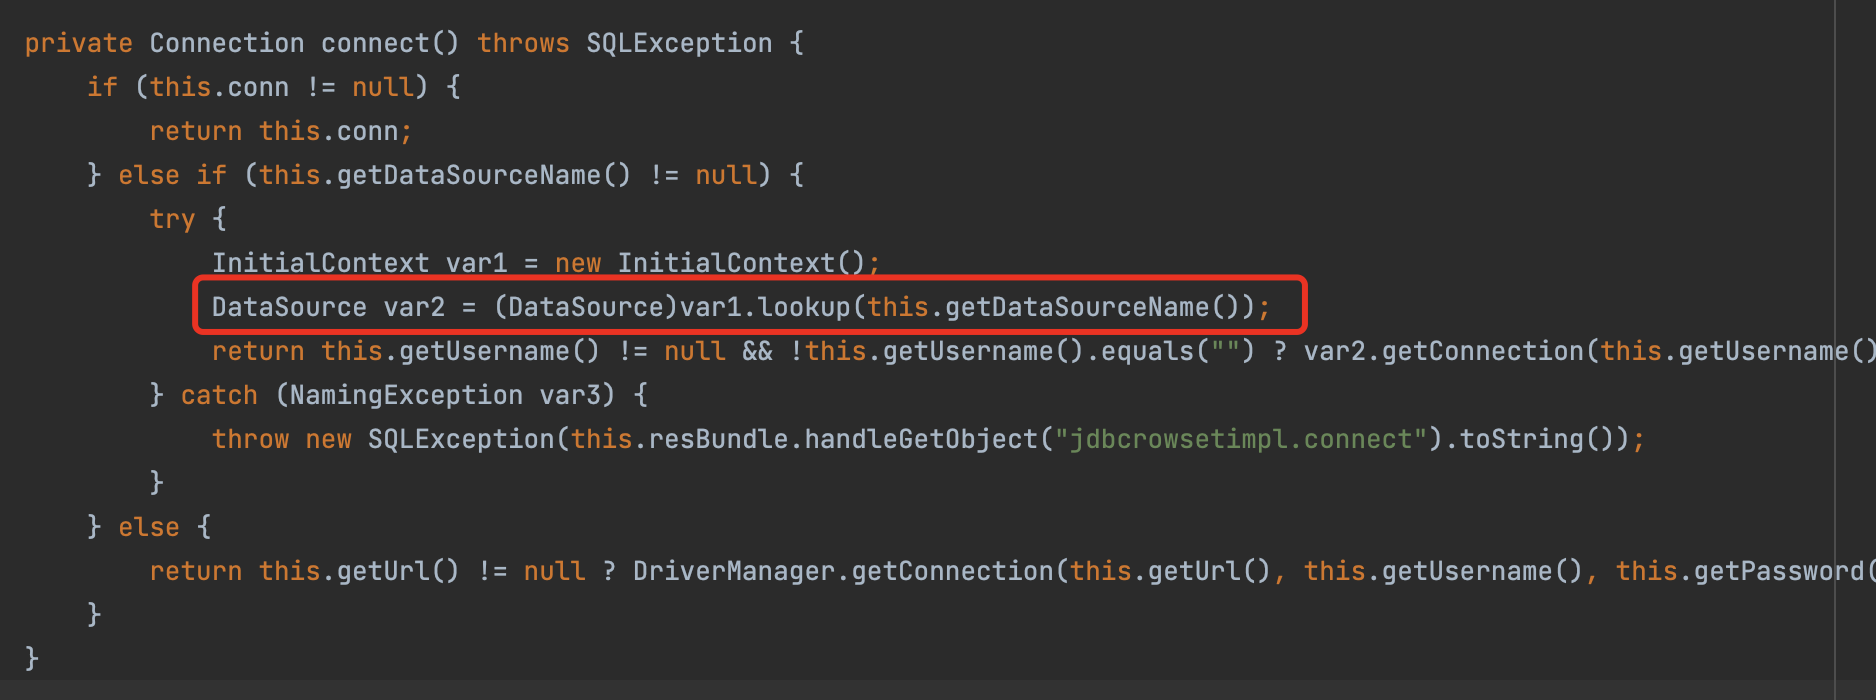 private Connection connect() throws SQLException {
    if (this.conn != null) {
        return this.conn;
    } else if (this.getDataSourceName() != null) {
        try {
            InitialContext var1 = new InitialContext();
            DataSource var2 = (DataSource)var1.lookup(this.getDataSourceName());
            return this.getUsername() != null && !this.getUsername().equals("") ? var2.getConnection(this.getUsername()
        } catch (NamingException var3) {
            throw new SQLException(this.resBundle.handleGetObject("jdbcrowsetimpl.connect").toString());
        }
    } else {
        return this.getUrl() != null ? DriverManager.getConnection(this.getUrl(), this.getUsername(), this.getPassword(
    }
}